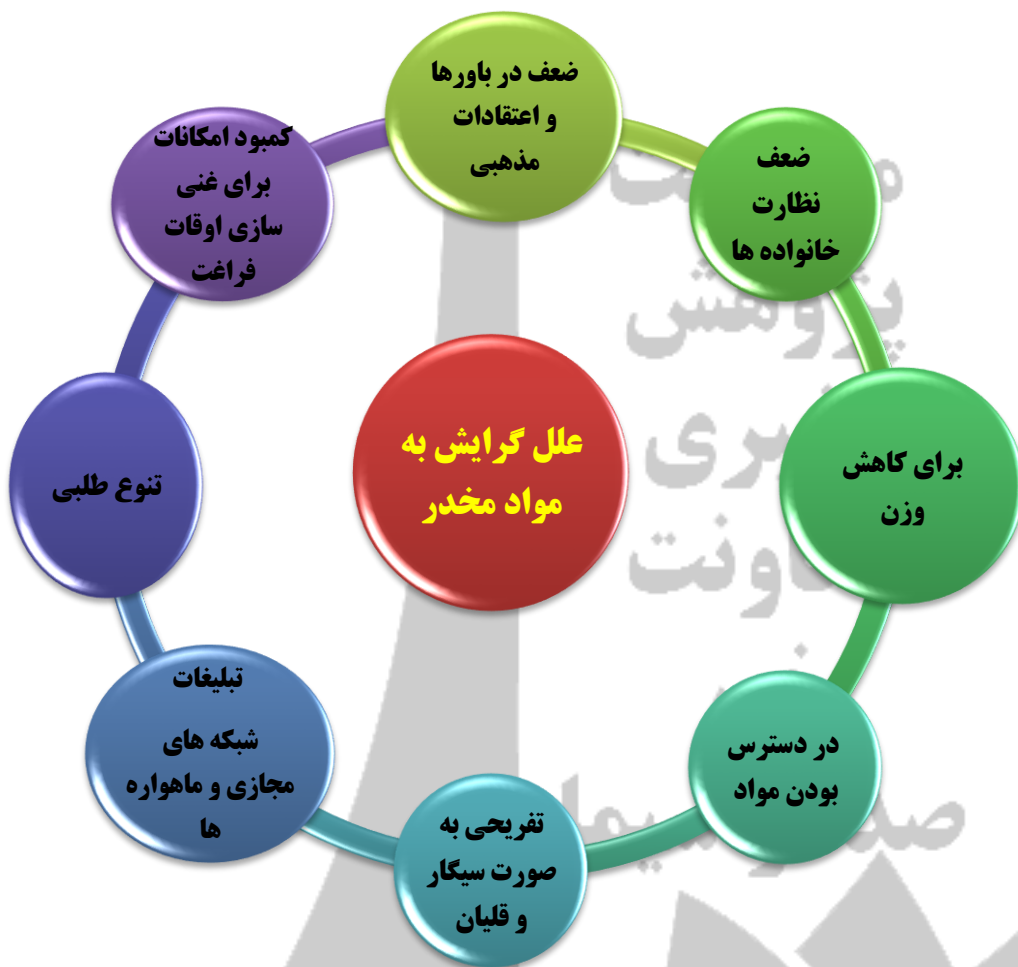 علل گرایش به
مواد مخدر
ضعف در باورها
و اعتقادات
مذهبی
ضعف
نظارت
خانواده ها
برای کاهش
وزن
در دسترس
بودن مواد
تفریحی به
صورت سیگار
و قلیان
تبلیغات
شبکه های
مجازی و ماهواره
ها
تنوع طلبی
کمبود امکانات
برای غنی
سازی اوقات
فراغت
پژوهش